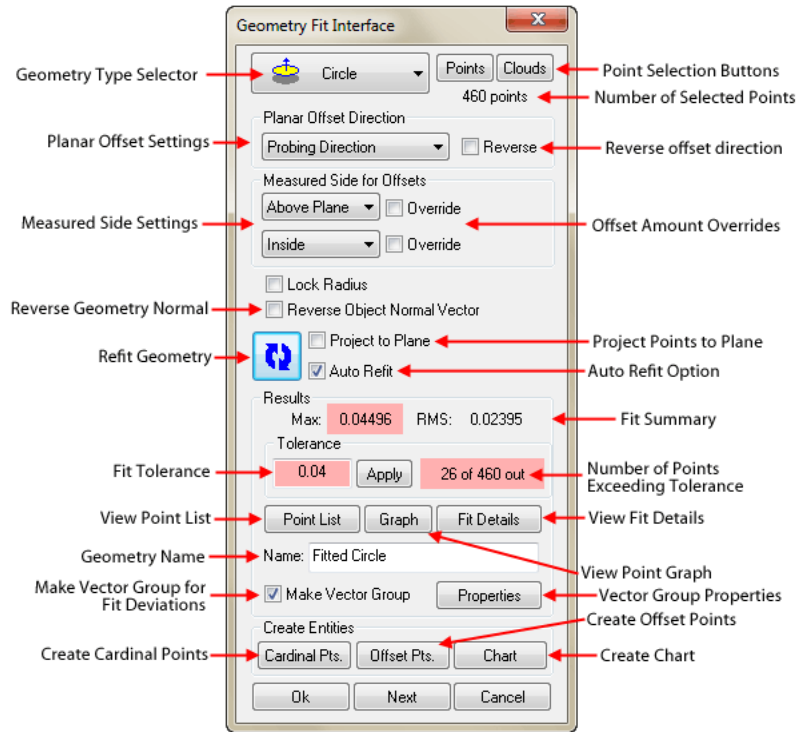 Geometry Fit Interface
Geometry Type Selector
Circle
Points
Clouds
Point Selection Buttons
460 points
Number of Selected Points
Planar Offset Direction
Planar Offset Settings
Probing Direction
Reverse
Reverse offset direction
Measured Side for Offsets
Above Plane
Override
Measured Side Settings
Offset Amount Overrides
Inside
Override
Lock Radius
Reverse Geometry Normal
Reverse Object Normal Vector
Refit Geometry
Project to Plane
Project Points to Plane
Auto Refit
Auto Refit Option
Results
Max: 0.04496 RMS: 0.02395
Fit Summary
Tolerance
Fit Tolerance
0.04
Apply
26 of 460 out
Number of Points
Exceeding Tolerance
View Point List
Point List
Graph
Fit Details
View Fit Details
Geometry Name
Name: Fitted Circle
View Point Graph
Make Vector Group for
Fit Deviations
Make Vector Group
Properties
Vector Group Properties
Create Offset Points
Create Entities
Create Cardinal Points
Cardinal Pts.
Offset Pts.
Chart
Create Chart
Ok
Next
Cancel